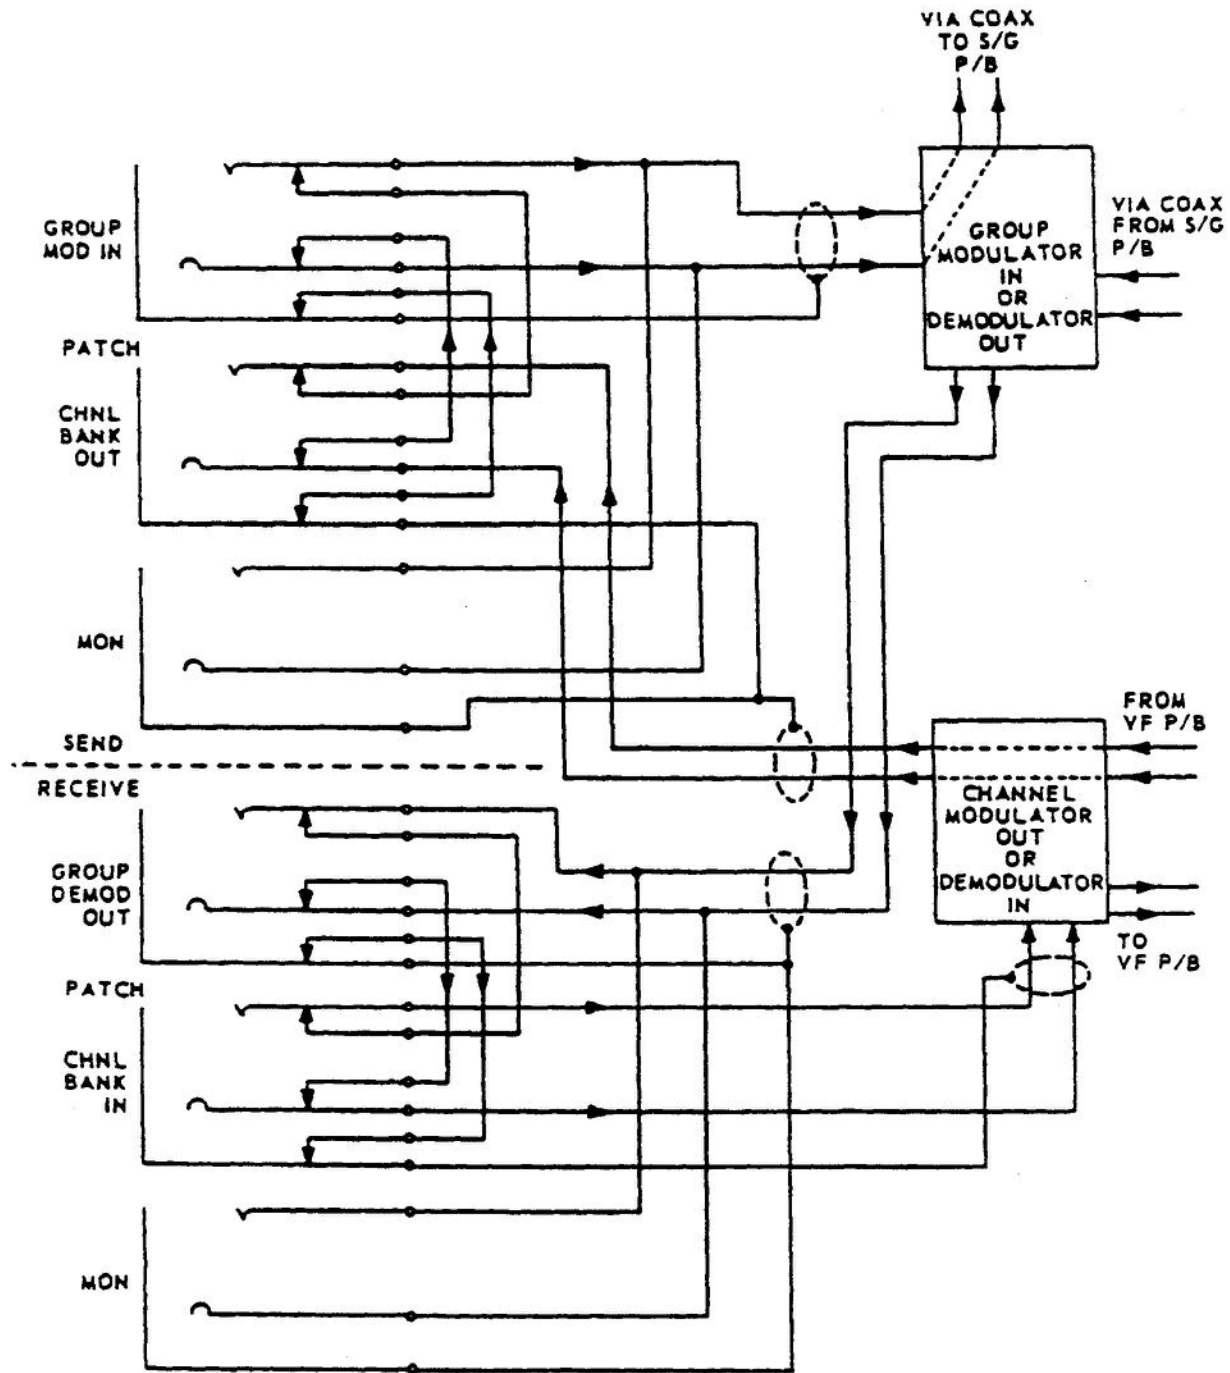 VIA COAX
TO S/G
P/B
GROUP
MOD IN
GROUP
MODULATOR
IN
OR
DEMODULATOR
OUT
VIA COAX
FROM S/G
P/B
PATCH
CHNL
BANK
OUT
MON
SEND
FROM
VF P/B
RECEIVE
CHANNEL
MODULATOR
OUT
OR
DEMODULATOR
IN
GROUP
DEMOD
OUT
TO
VF P/B
PATCH
CHNL
BANK
IN
MON